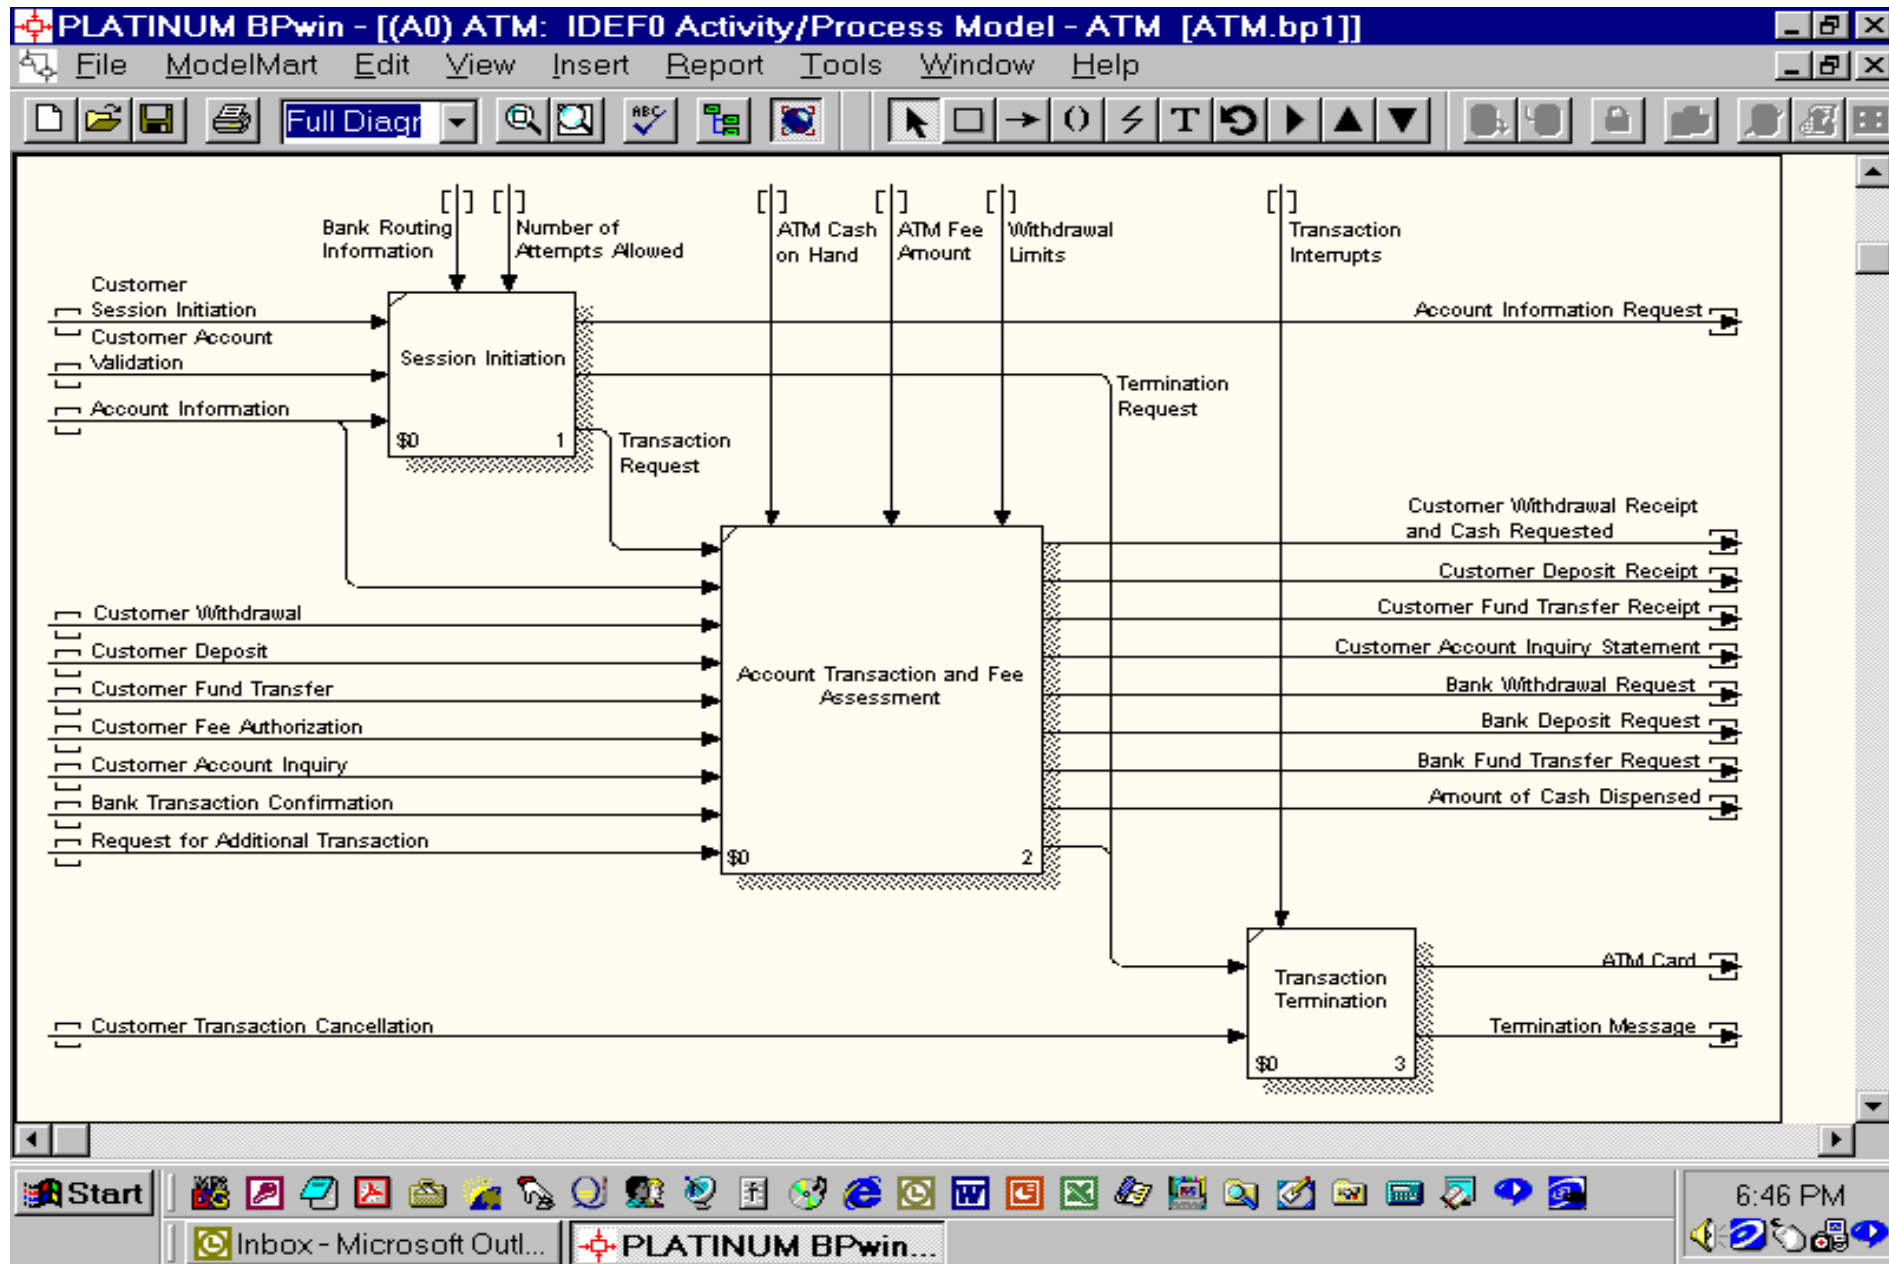 PLATINUM BPwin - [(A0) ATM: IDEF0 Activity/Process Model - ATM [ATM.bp1]]
File ModelMart Edit View Insert Report Tools Window Help
Full Diagr
ABC
T
Bank Routing
Information
Number of
Attempts Allowed
ATM Cash
on Hand
ATM Fee
Amount
Withdrawal
Limits
Transaction
Interrupts
Customer
Session Initiation
Customer Account
Validation
Account Information
Session Initiation
$0 1
Account Information Request
Termination
Request
Transaction
Request
Customer Withdrawal
Customer Deposit
Customer Fund Transfer
Customer Fee Authorization
Customer Account Inquiry
Bank Transaction Confirmation
Request for Additional Transaction
Account Transaction and Fee
Assessment
$0 2
Customer Withdrawal Receipt
and Cash Requested
Customer Deposit Receipt
Customer Fund Transfer Receipt
Customer Account Inquiry Statement
Bank Withdrawal Request
Bank Deposit Request
Bank Fund Transfer Request
Amount of Cash Dispensed
Customer Transaction Cancellation
Transaction
Termination
$0 3
ATM Card
Termination Message
Start
6:46 PM
Inbox - Microsoft Outl...
PLATINUM BPwin...